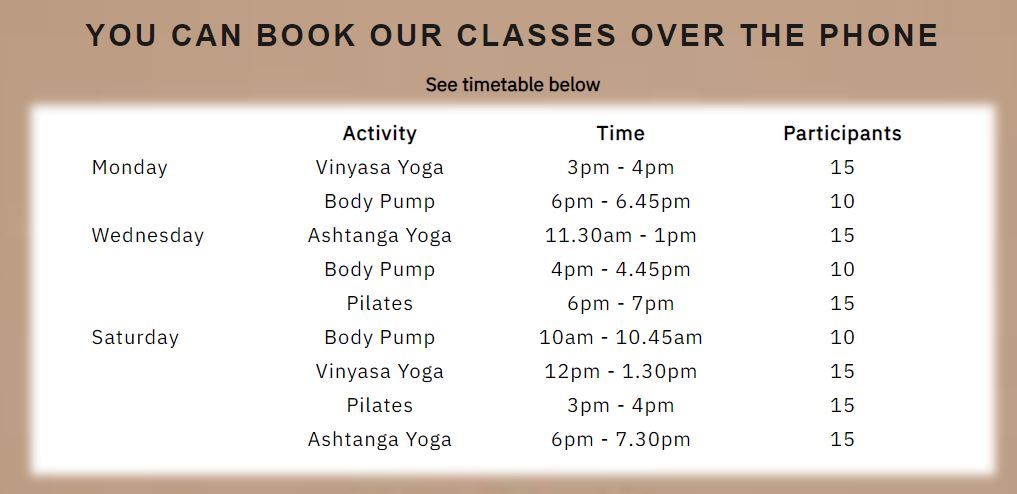 YOU CAN BOOK OUR CLASSES OVER THE PHONE
See timetable below
Activity Time Participants
Monday Vinyasa Yoga 3pm - 4pm 15
Body Pump 6pm - 6.45pm 10
Wednesday Ashtanga Yoga 11.30am - 1pm 15
Body Pump 4pm - 4.45pm 10
Pilates 6pm - 7pm 15
Saturday Body Pump 10am - 10.45am 10
Vinyasa Yoga 12pm - 1.30pm 15
Pilates 3pm - 4pm 15
Ashtanga Yoga 6pm - 7.30pm 15